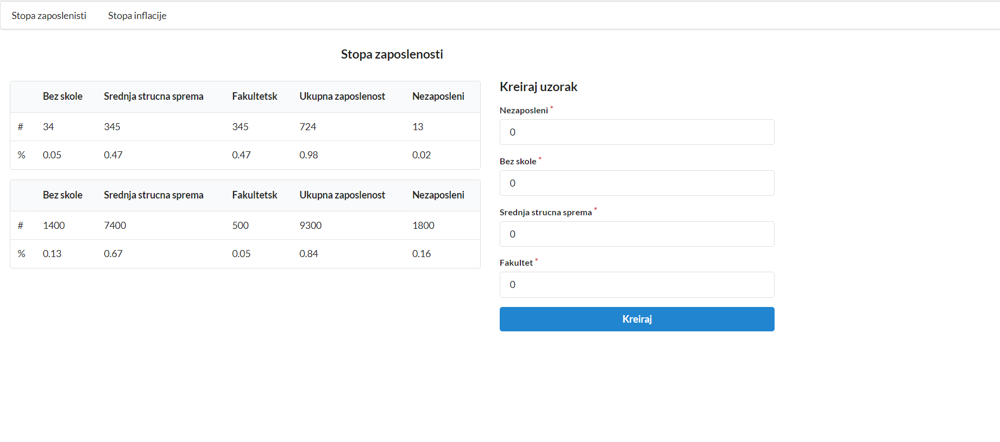 Stopa zaposlenisti Stopa inflacije
Stopa zaposlenosti
Bez skole Srednja strucna sprema Fakultetsk Ukupna zaposlenost Nezaposleni
# 34 345 345 724 13
% 0.05 0.47 0.47 0.98 0.02
Bez skole Srednja strucna sprema Fakultetsk Ukupna zaposlenost Nezaposleni
# 1400 7400 500 9300 1800
% 0.13 0.67 0.05 0.84 0.16
Kreiraj uzorak
Nezaposleni *
0
Bez skole *
0
Srednja strucna sprema *
0
Fakultet *
0
Kreiraj